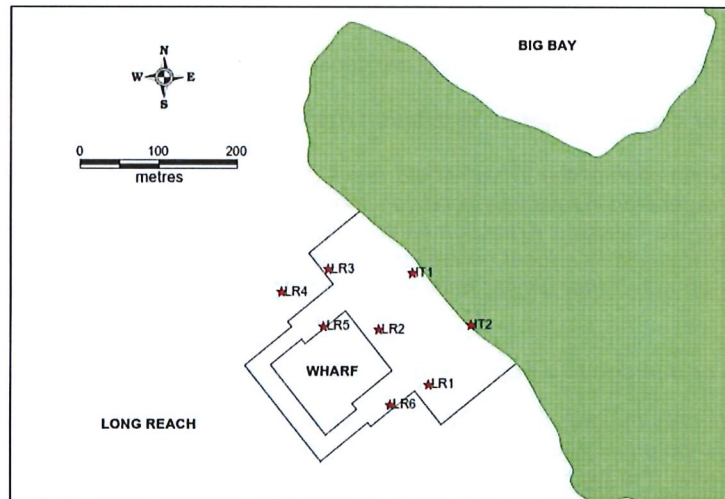 BIG BAY
N
W E
S
0 100 200
metres
LR3
IT1
LR4
LR5
LR2
IT2
WHARF
LR1
LR6
LONG REACH